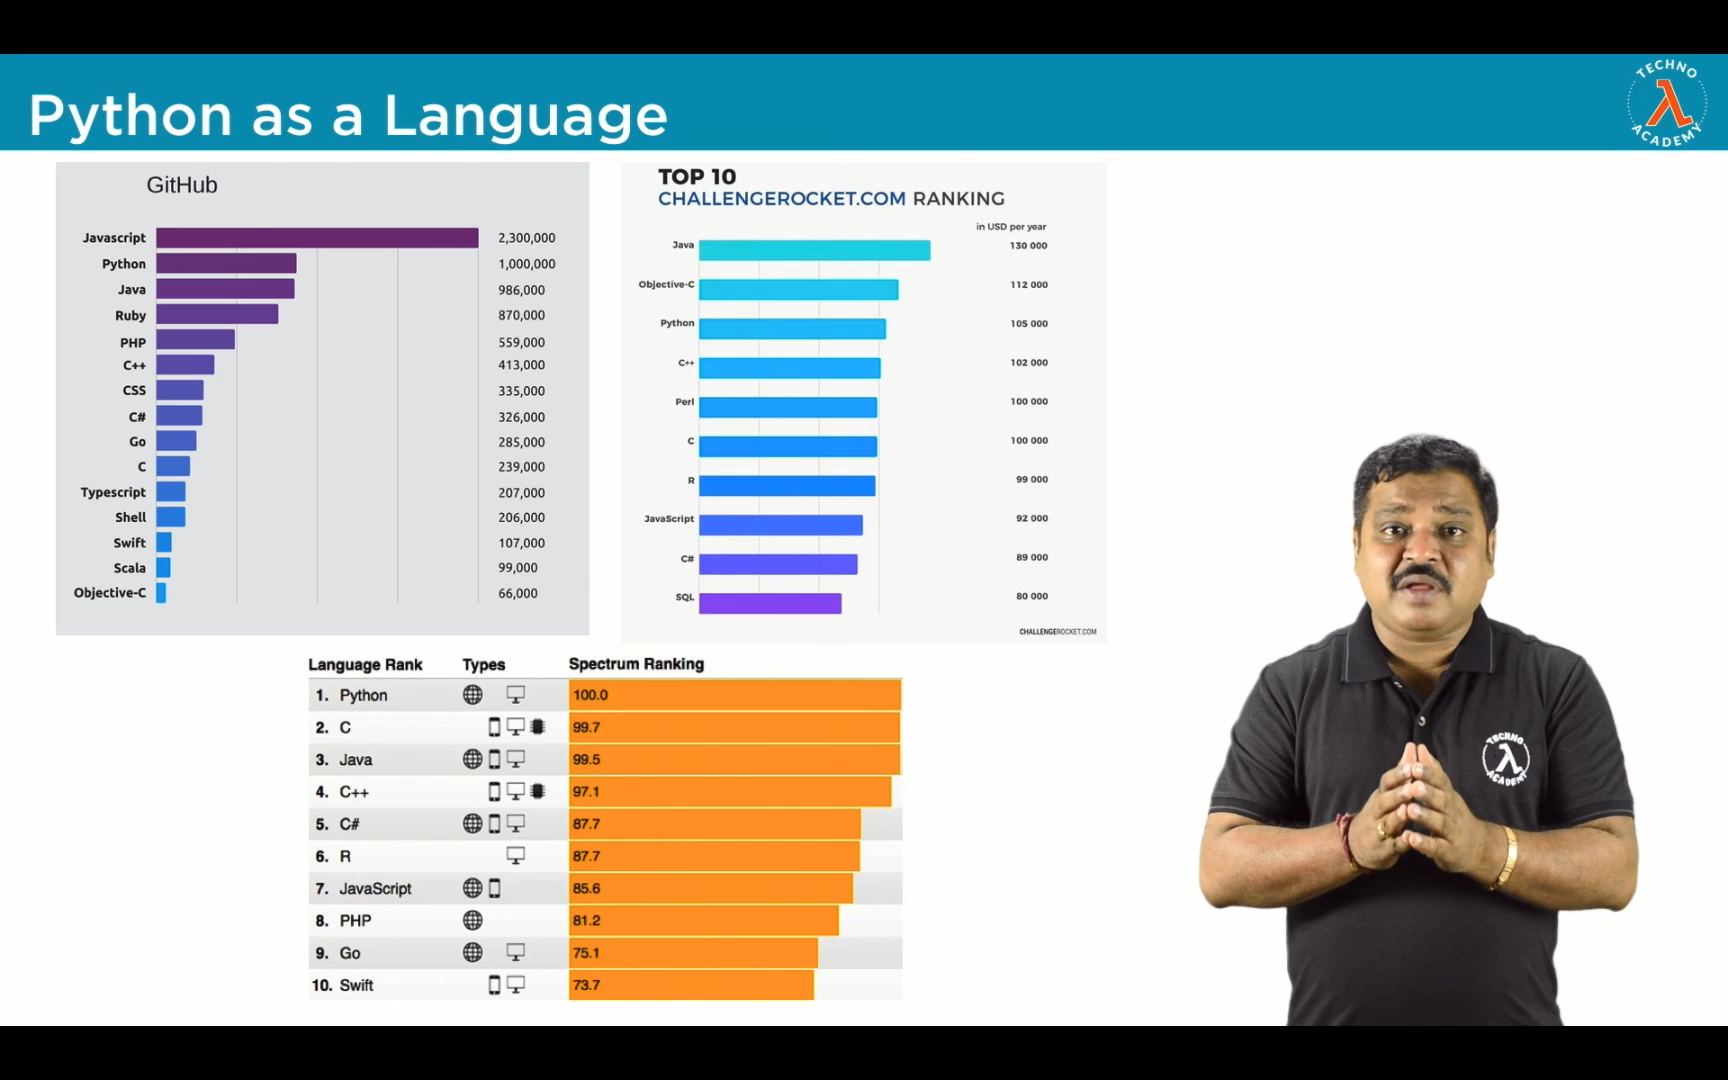 Python as a Language
TECHNO
ACADEMY
GitHub
Javascript 2,300,000
Python 1,000,000
Java 986,000
Ruby 870,000
PHP 559,000
C++ 413,000
CSS 335,000
C# 326,000
Go 285,000
C 239,000
Typescript 207,000
Shell 206,000
Swift 107,000
Scala 99,000
Objective-C 66,000
TOP 10
CHALLENGEROCKET.COM RANKING
in USD per year
Java 130 000
Objective-C 112 000
Python 105 000
C++ 102 000
Perl 100 000
C 100 000
R 99 000
JavaScript 92 000
C# 89 000
SQL 80 000
CHALLENGEROCKET.COM
Language Rank Types Spectrum Ranking
1. Python 100.0
2. C 99.7
3. Java 99.5
4. C++ 97.1
5. C# 87.7
6. R 87.7
7. JavaScript 85.6
8. PHP 81.2
9. Go 75.1
10. Swift 73.7
TECHNO
λ
ACADEMY